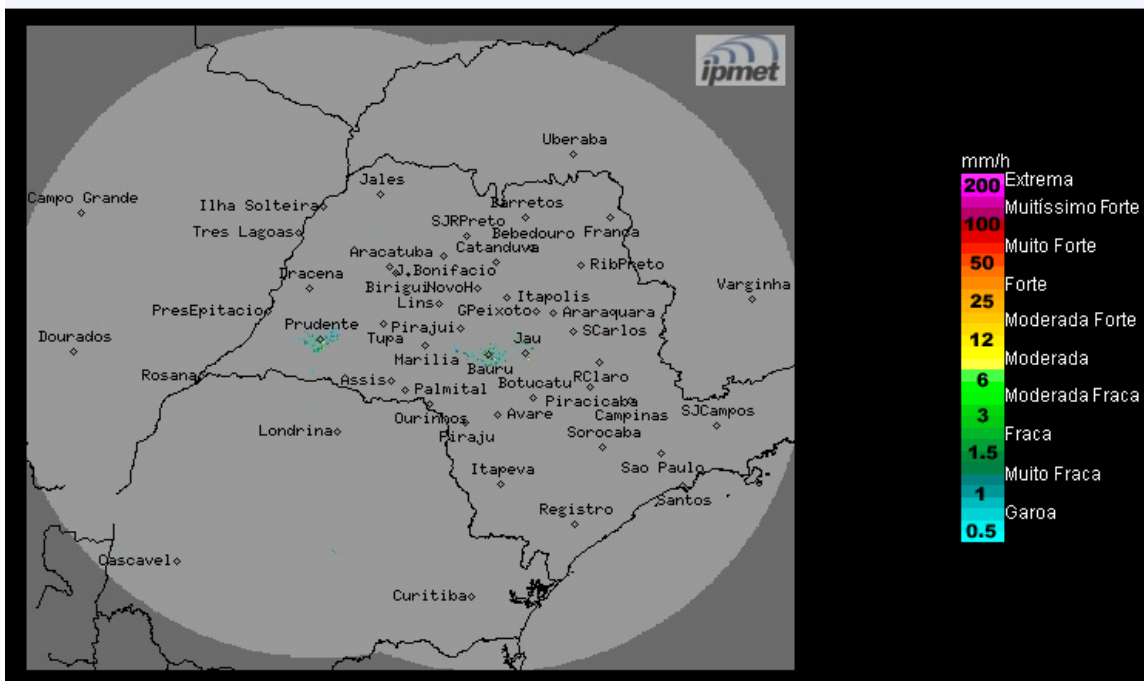 ipmet
Uberaba
mm/h
200 Extrema
Muitíssimo Forte
100
Muito Forte
50
Forte
25
Moderada Forte
12
Moderada
6
Moderada Fraca
3
Fraca
1.5
Muito Fraca
1
Garoa
0.5
Jales
Campo Grande
Ilha Solteira
Barretos
SJRPreto
Tres Lagoas
Bebedouro
Franca
Aracatuba
Catanduva
Dracena
J.Bonifacio
RibPreto
Birigui
NovoH
Itapolis
Varginha
Lins
PresEpitacio
GPeixoto
Araraquara
Prudente
Pirajui
SCarlos
Dourados
Tupa
Jau
Marilia
Bauru
Rosana
Assis
Botucatu
RClaro
Palmital
Piracicaba
Ourinhos
Avare
Campinas
SJCampos
Londrina
Piraju
Sorocaba
Itapeva
Sao Paulo
Santos
Registro
Cascavel
Curitiba